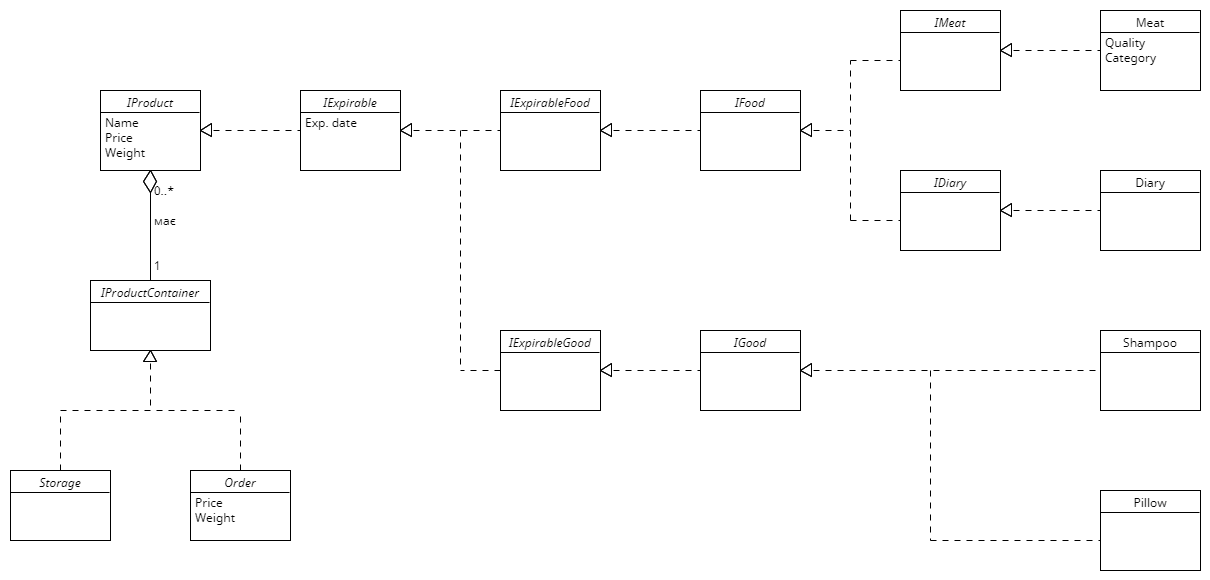 IMeat
Meat
Quality
Category
IProduct
Name
Price
Weight
IExpirable
Exp. date
IExpirableFood
IFood
IDiary
Diary
0..*
має
1
IProductContainer
IExpirableGood
IGood
Shampoo
Storage
Order
Price
Weight
Pillow